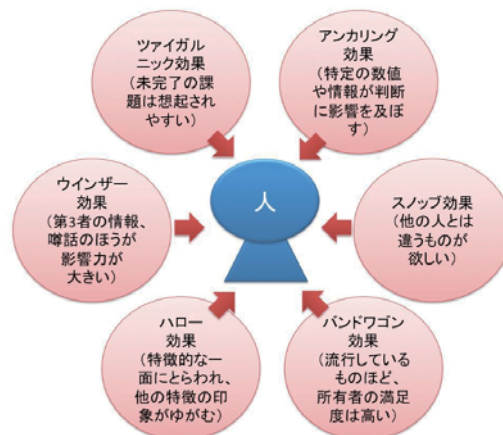 ツァイガル
ニック効果
(未完了の課
題は想起され
やすい)
アンカリング
効果
(特定の数値
や情報が判断
に影響を及ぼ
す)
ウインザー
効果
(第3者の情報、
噂話のほうが
影響力が
大きい)
人
スノッブ効果
(他の人とは
違うものが
欲しい)
ハロー
効果
(特徴的な一
面にとらわれ、
他の特徴の印
象がゆがむ)
バンドワゴン
効果
(流行している
ものほど、
所有者の満足
度は高い)